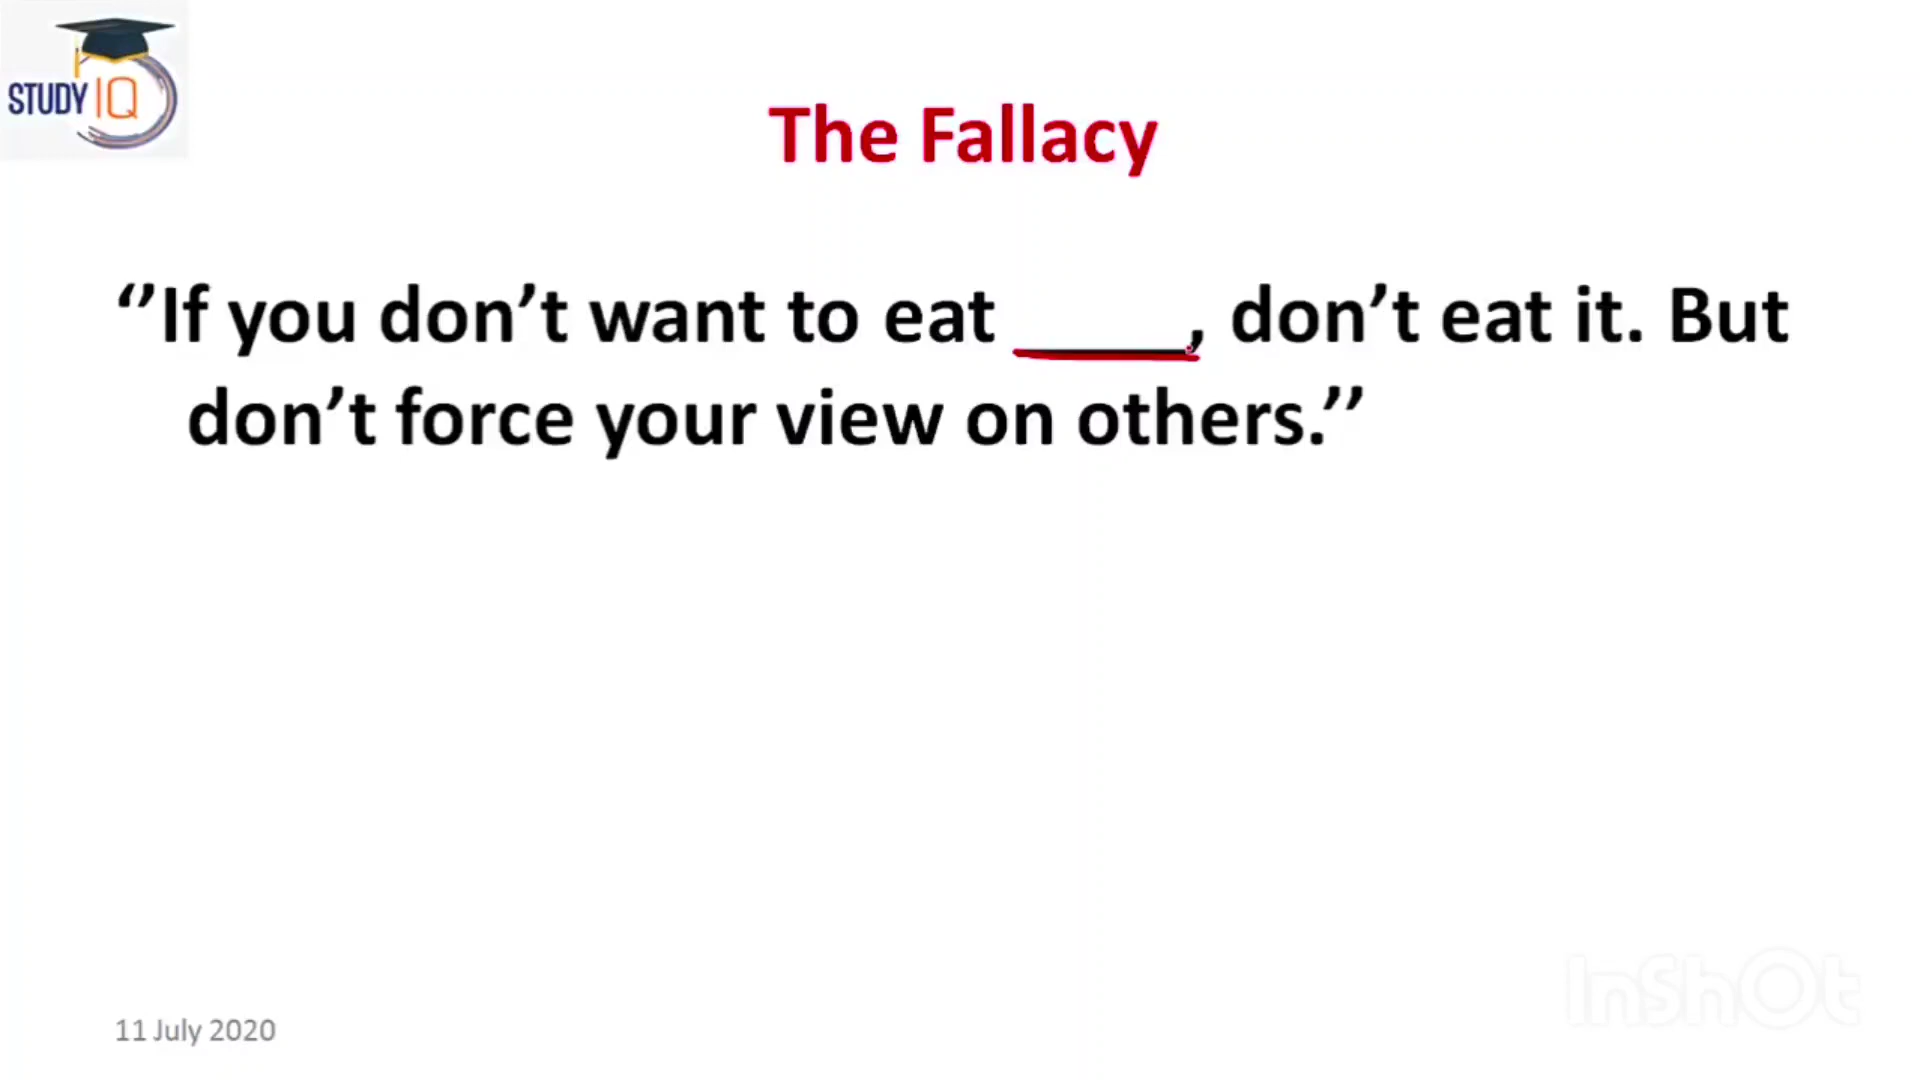 STUDY IQ
The Fallacy
‘’If you don’t want to eat _____, don’t eat it. But
don’t force your view on others.’’
11 July 2020
InShOt